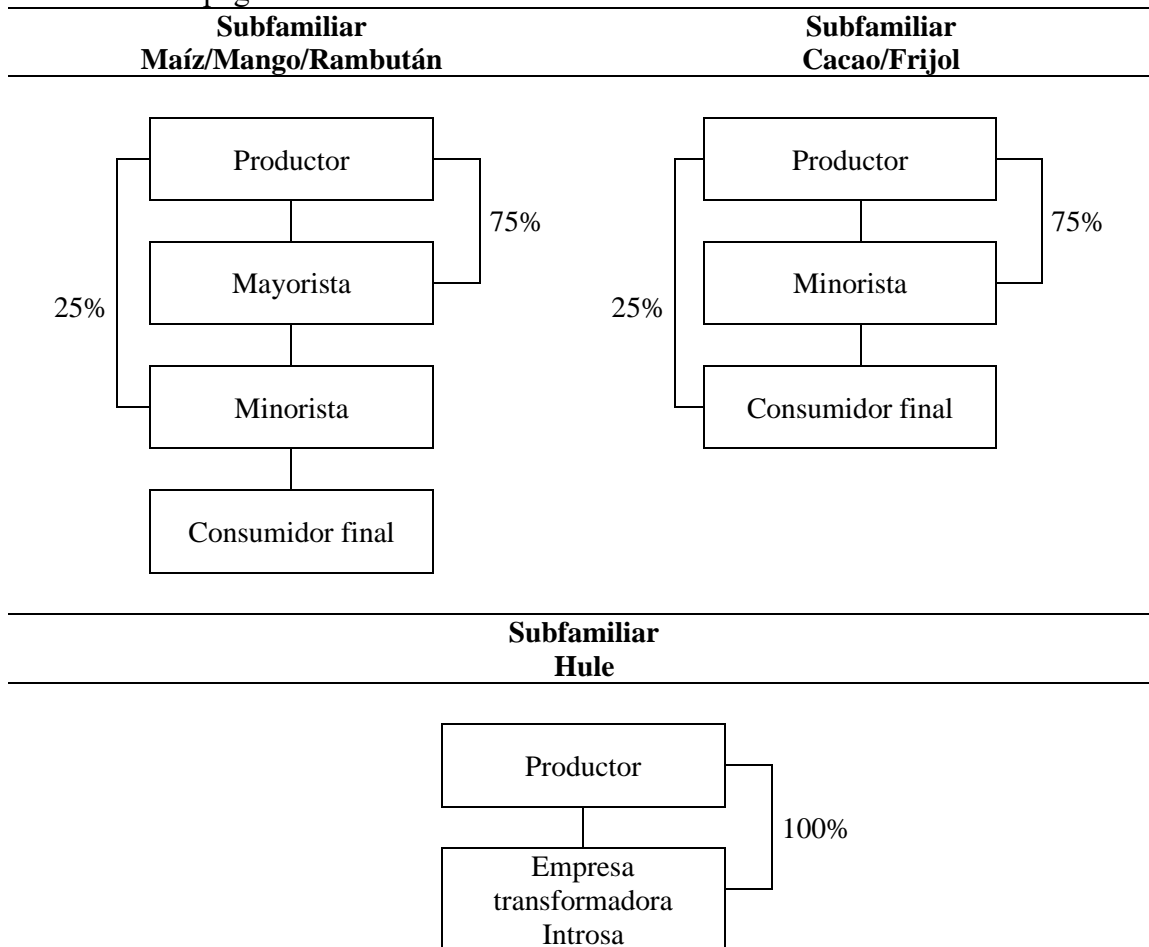 Subfamiliar
Maíz/Mango/Rambután
Subfamiliar
Cacao/Frijol
Productor
75%
Mayorista
25%
Minorista
Consumidor final
Productor
75%
Minorista
25%
Consumidor final
Subfamiliar
Hule
Productor
100%
Empresa
transformadora
Introsa